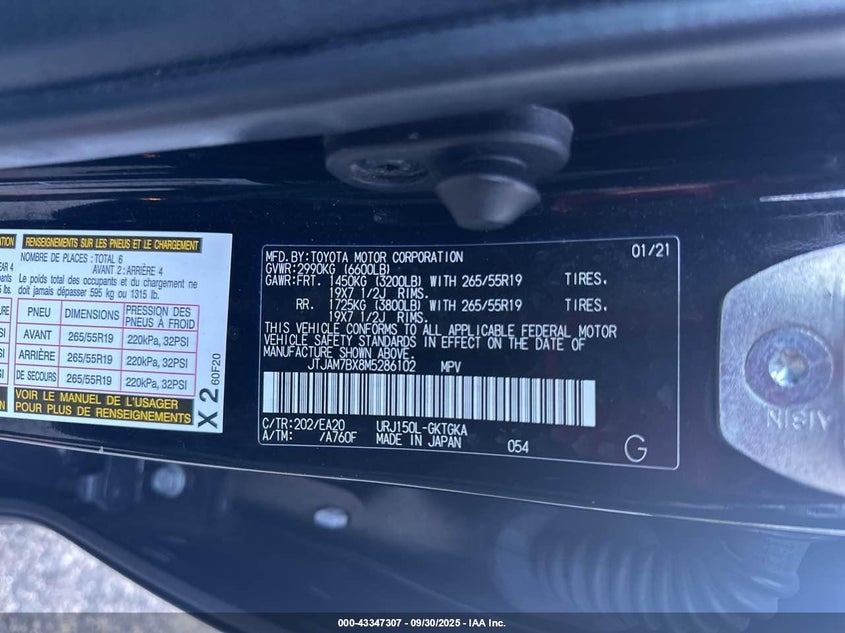 ATION
EAR 4
RENSEIGNEMENTS SUR LES PNEUS ET LE CHARGEMENT
NOMBRE DE PLACES:TOTAL 6
AVANT 2:ARRIÈRE 4
Le poids total des occupants et du chargement ne
doit jamais dépasser 595 kg ou 1315 lb.
PNEU DIMENSIONS PRESSION DES PNEUS À FROID
AVANT 265/55R19 220kPa, 32PSI
ARRIÈRE 265/55R19 220kPa, 32PSI
DE SECOURS 265/55R19 220kPa, 32PSI
VOIR LE MANUEL DE L'USAGER
POUR PLUS DE RENSEIGNEMENTS
X 2
60F20
MFD.BY:TOYOTA MOTOR CORPORATION 01/21
GVWR:2990KG (6600LB)
GAWR:FRT. 1450KG (3200LB) WITH 265/55R19 TIRES.
19X7 1/2J RIMS.
RR. 1725KG (3800LB) WITH 265/55R19 TIRES.
19X7 1/2J RIMS.
THIS VEHICLE CONFORMS TO ALL APPLICABLE FEDERAL MOTOR
VEHICLE SAFETY STANDARDS IN EFFECT ON THE DATE OF
MANUFACTURE SHOWN ABOVE.
JTJAM7BX8M5286102 MPV
C/TR:202/EA20 URJ150L-GKTGKA
A/TM: /A760F MADE IN JAPAN 054
G
AISIN
000-43347307 - 09/30/2025 - IAA Inc.